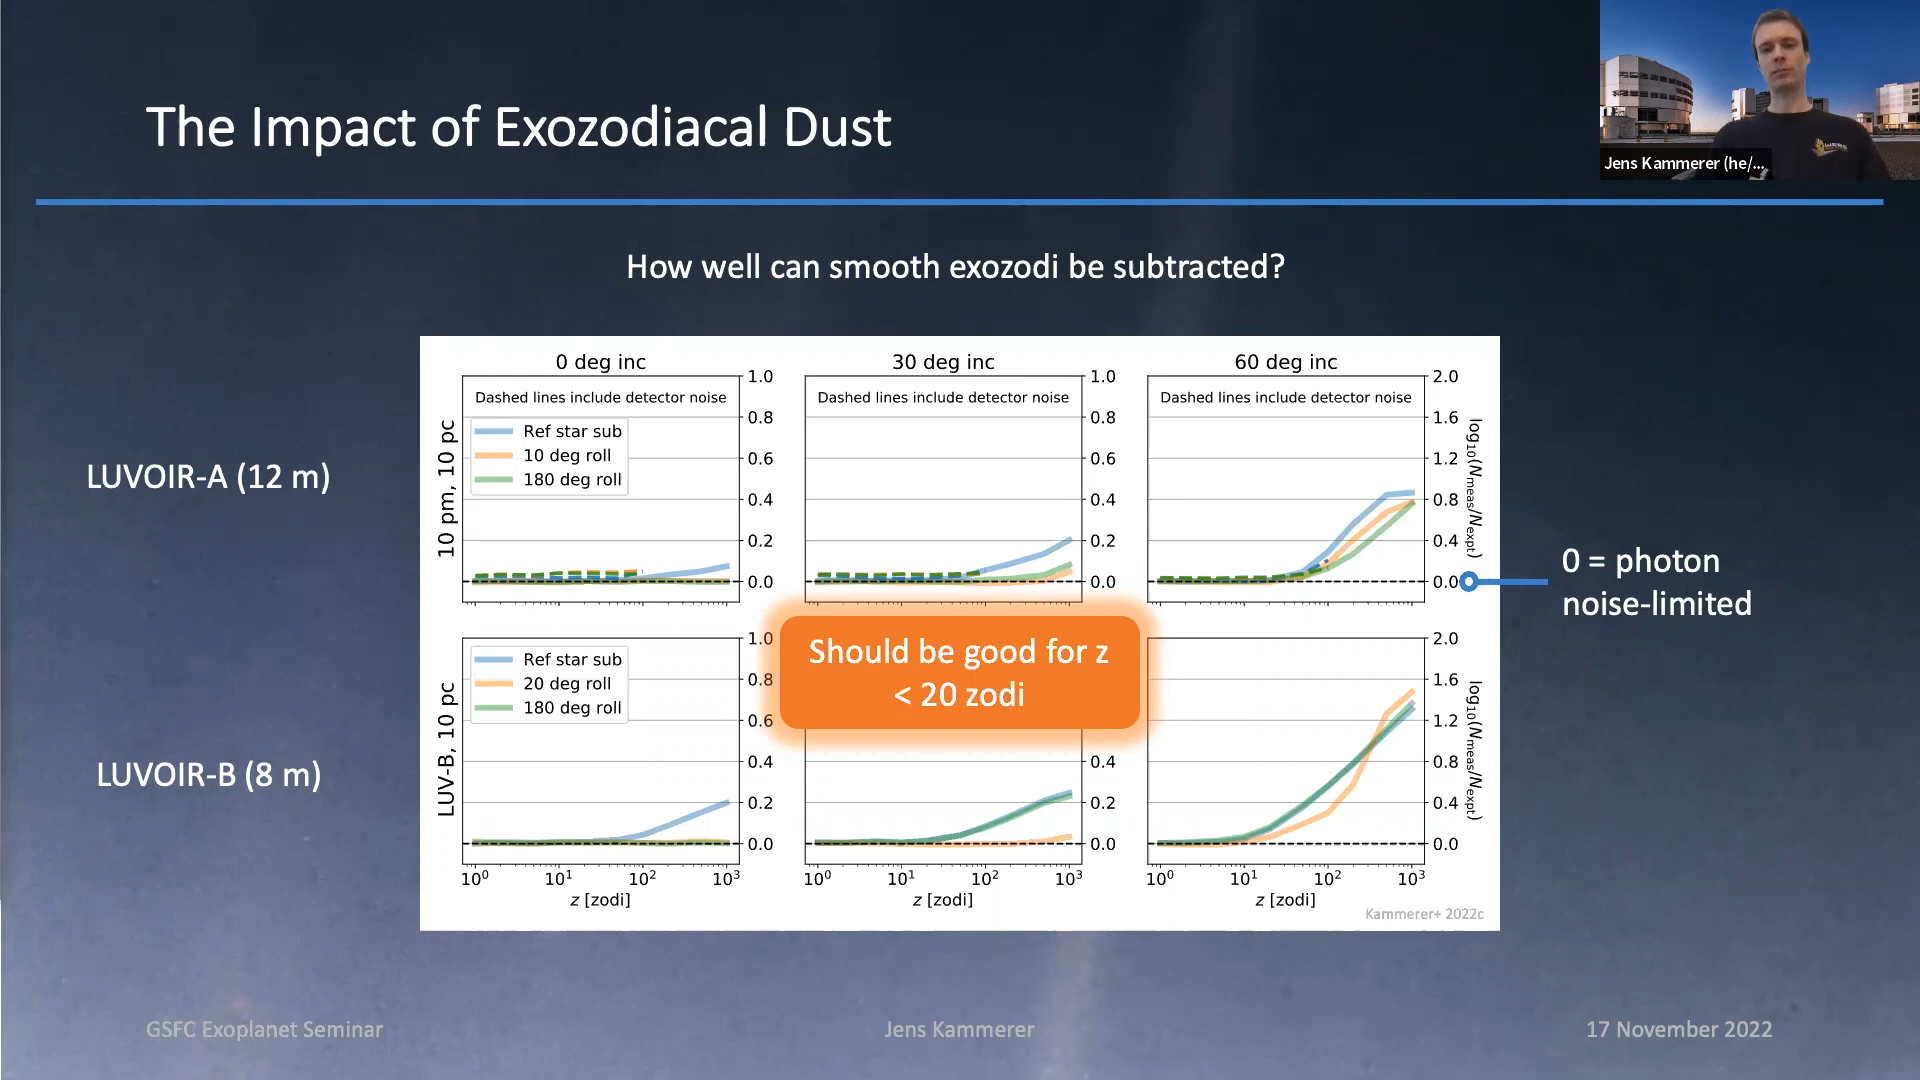 The Impact of Exozodiacal Dust
Jens Kammerer (he/...
How well can smooth exozodi be subtracted?
LUVOIR-A (12 m)
LUVOIR-B (8 m)
0 deg inc
30 deg inc
60 deg inc
10 pm, 10 pc
Dashed lines include detector noise
Ref star sub
10 deg roll
180 deg roll
1.0
0.8
0.6
0.4
0.2
0.0
Dashed lines include detector noise
1.0
0.8
0.6
0.4
0.2
0.0
Dashed lines include detector noise
2.0
1.6
1.2
0.8
0.4
0.0
log₁₀(N_meas/N_expt)
0 = photon
noise-limited
Should be good for z
< 20 zodi
LUV-B, 10 pc
Ref star sub
20 deg roll
180 deg roll
1.0
0.8
0.6
0.4
0.2
0.0
0.4
0.2
0.0
2.0
1.6
1.2
0.8
0.4
0.0
log₁₀(N_meas/N_expt)
10⁰ 10¹ 10² 10³
z [zodi]
10⁰ 10¹ 10² 10³
z [zodi]
10⁰ 10¹ 10² 10³
z [zodi]
Kammerer+ 2022c
GSFC Exoplanet Seminar
Jens Kammerer
17 November 2022